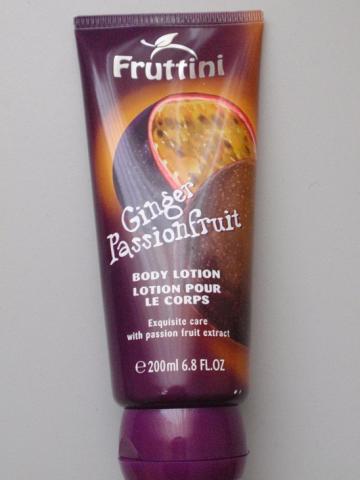 Fruttini
Ginger
Passionfruit
BODY LOTION
LOTION POUR
LE CORPS
Exquisite care
with passion fruit extract
℮ 200ml 6.8 FL.OZ